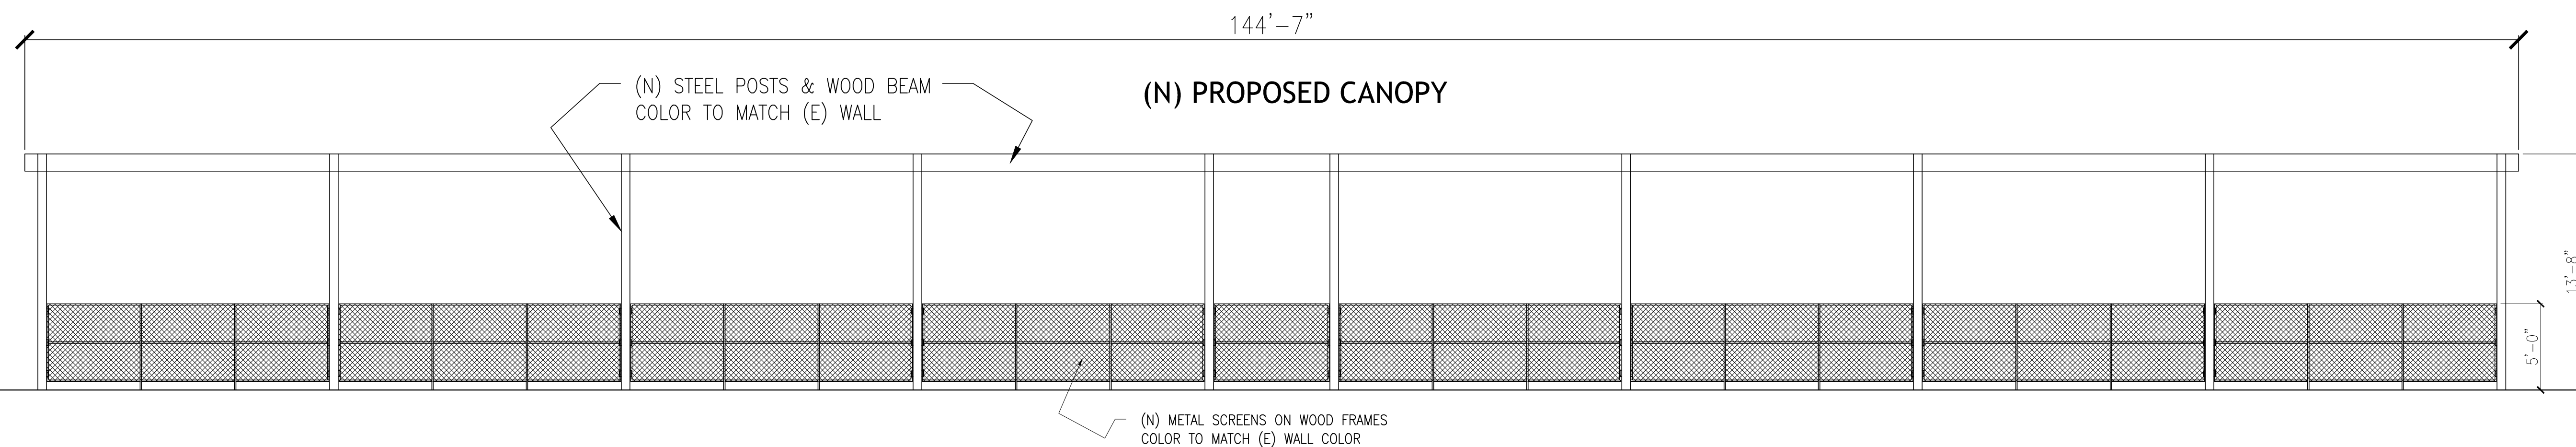 144'-7"
(N) STEEL POSTS & WOOD BEAM
COLOR TO MATCH (E) WALL
(N) PROPOSED CANOPY
13'-8"
5'-0"
(N) METAL SCREENS ON WOOD FRAMES
COLOR TO MATCH (E) WALL COLOR